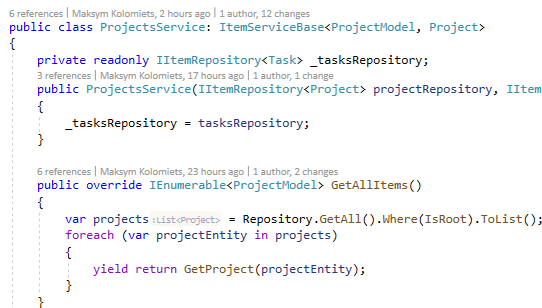 6 references | Maksym Kolomiets, 2 hours ago | 1 author, 12 changes
public class ProjectsService: ItemServiceBase<ProjectModel, Project>
{
private readonly IItemRepository<Task> _tasksRepository;
3 references | Maksym Kolomiets, 17 hours ago | 1 author, 1 change
public ProjectsService(IItemRepository<Project> projectRepository, IItem
{
_tasksRepository = tasksRepository;
}
6 references | Maksym Kolomiets, 23 hours ago | 1 author, 2 changes
public override IEnumerable<ProjectModel> GetAllItems()
{
var projects :List<Project> = Repository.GetAll().Where(IsRoot).ToList();
foreach (var projectEntity in projects)
{
yield return GetProject(projectEntity);
}
}